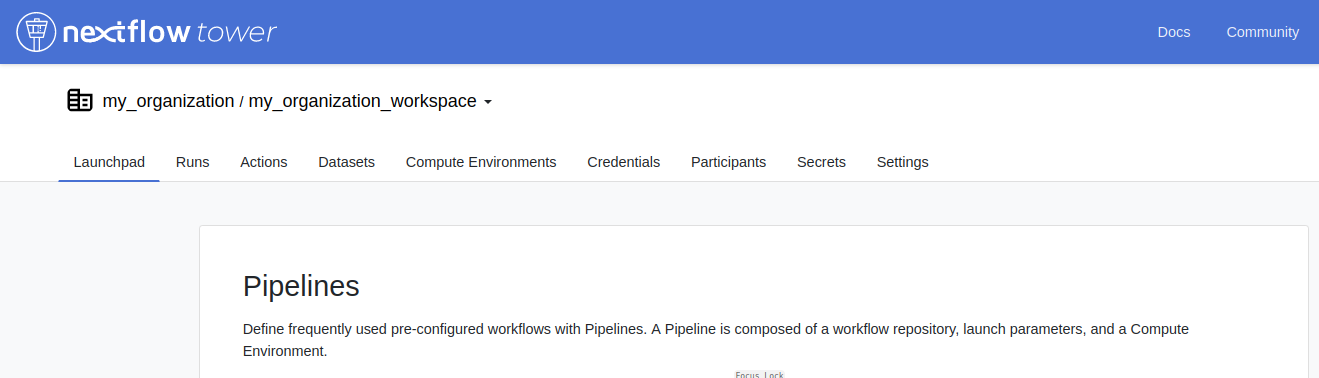 nextflow tower
Docs
Community
my_organization / my_organization_workspace
Launchpad
Runs
Actions
Datasets
Compute Environments
Credentials
Participants
Secrets
Settings
Pipelines
Define frequently used pre-configured workflows with Pipelines. A Pipeline is composed of a workflow repository, launch parameters, and a Compute
Environment.
Focus Lock